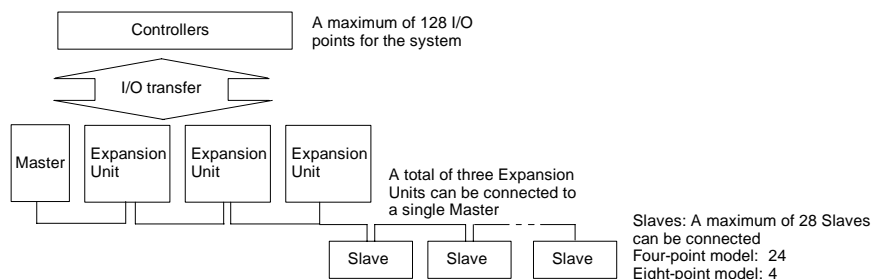 Controllers
A maximum of 128 I/O
points for the system
I/O transfer
Master
Expansion
Unit
Expansion
Unit
Expansion
Unit
A total of three Expansion
Units can be connected to
a single Master
Slave
Slave
Slave
Slaves: A maximum of 28 Slaves
can be connected
Four-point model: 24
Eight-point model: 4